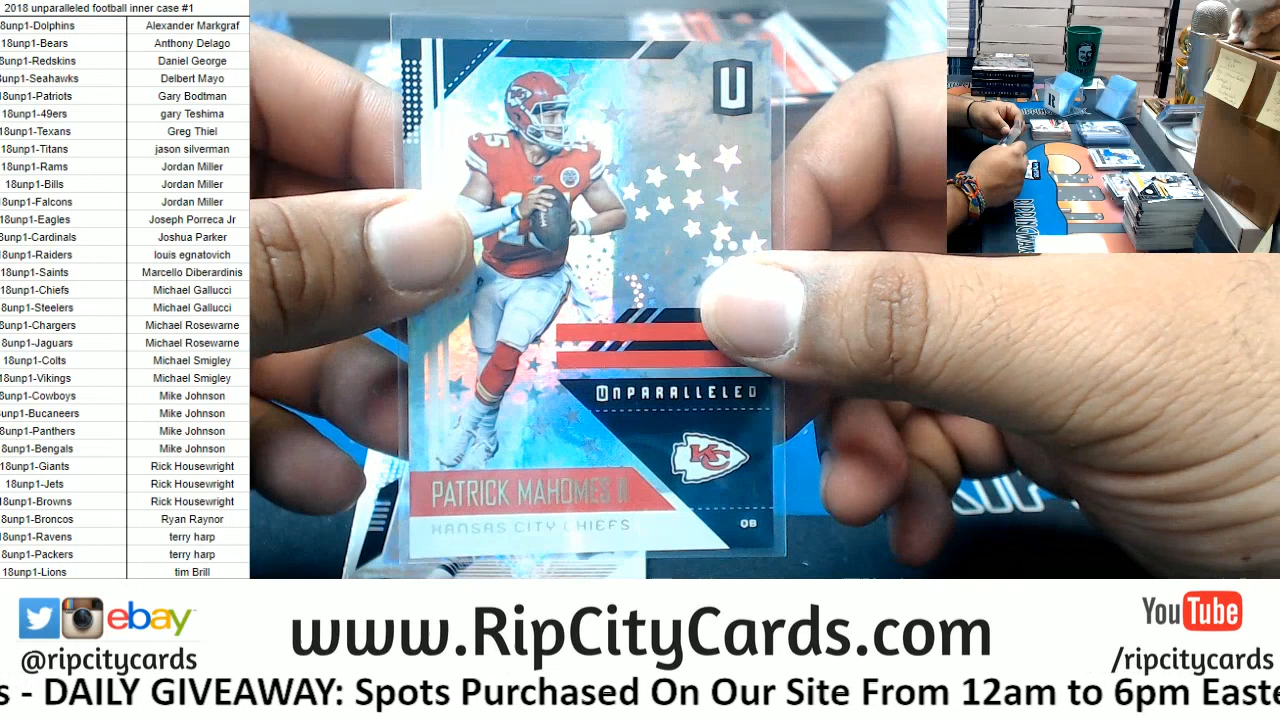 2018 unparalleled football inner case #1
8unp1-Dolphins Alexander Markgraf
18unp1-Bears Anthony Delago
8unp1-Redskins Daniel George
8unp1-Seahawks Delbert Mayo
8unp1-Patriots Gary Bodtman
18unp1-49ers gary Teshima
8unp1-Texans Greg Thiel
18unp1-Titans jason silverman
18unp1-Rams Jordan Miller
18unp1-Bills Jordan Miller
18unp1-Falcons Jordan Miller
18unp1-Eagles Joseph Porreca Jr
8unp1-Cardinals Joshua Parker
18unp1-Raiders louis egnatovich
18unp1-Saints Marcello Diberardinis
18unp1-Chiefs Michael Gallucci
8unp1-Steelers Michael Gallucci
8unp1-Chargers Michael Rosewarne
8unp1-Jaguars Michael Rosewarne
18unp1-Colts Michael Smigley
18unp1-Vikings Michael Smigley
8unp1-Cowboys Mike Johnson
unp1-Bucaneers Mike Johnson
8unp1-Panthers Mike Johnson
8unp1-Bengals Mike Johnson
18unp1-Giants Rick Housewright
18unp1-Jets Rick Housewright
18unp1-Browns Rick Housewright
8unp1-Broncos Ryan Raynor
8unp1-Ravens terry harp
8unp1-Packers terry harp
18unp1-Lions tim Brill
U
15
UNPARALLELED
KC
PATRICK MAHOMES II
KANSAS CITY CHIEFS
QB
ebay
@ripcitycards
www.RipCityCards.com
YouTube
/ripcitycards
s - DAILY GIVEAWAY: Spots Purchased On Our Site From 12am to 6pm Easte